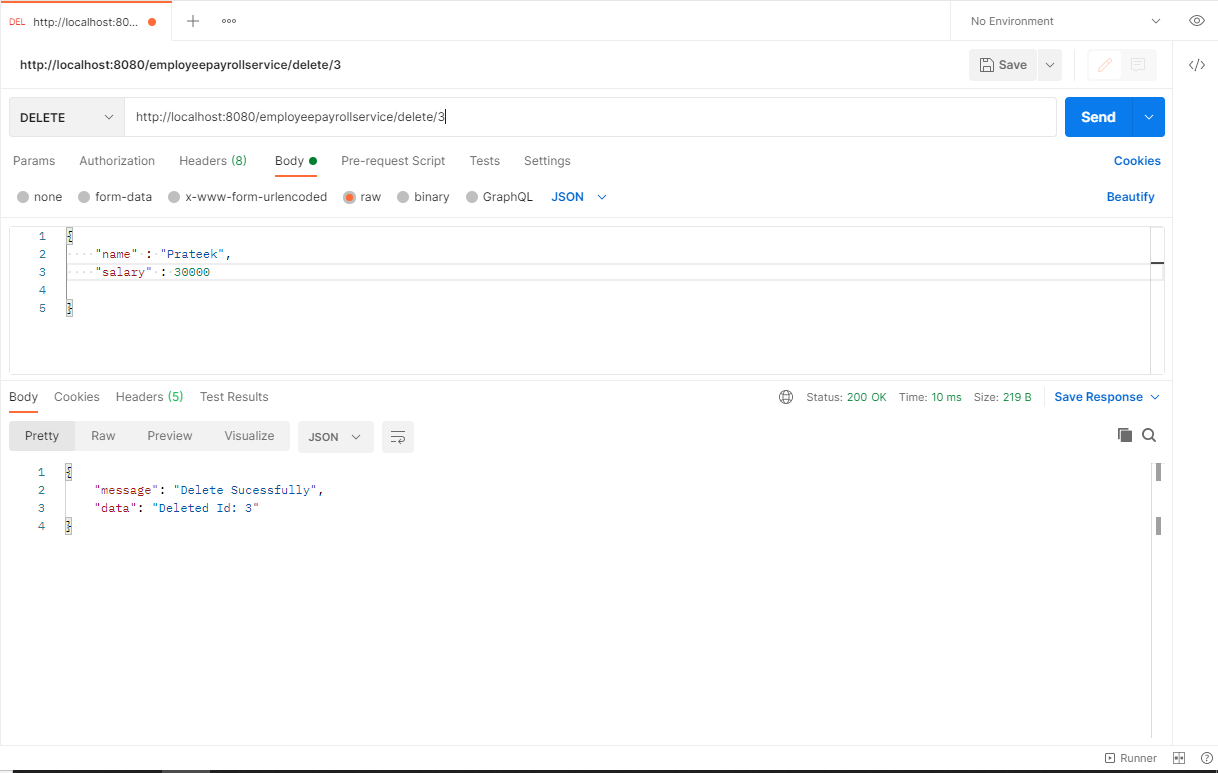 DEL http://localhost:80...
No Environment
http://localhost:8080/employeepayrollservice/delete/3
Save
</>
DELETE http://localhost:8080/employeepayrollservice/delete/3 Send
Params Authorization Headers (8) Body Pre-request Script Tests Settings Cookies
none form-data x-www-form-urlencoded raw binary GraphQL JSON Beautify
1 {
2 "name" : "Prateek",
3 "salary" : 30000
4
5 }
Body Cookies Headers (5) Test Results Status: 200 OK Time: 10 ms Size: 219 B Save Response
Pretty Raw Preview Visualize JSON
1 {
2 "message": "Delete Sucessfully",
3 "data": "Deleted Id: 3"
4 }
Runner